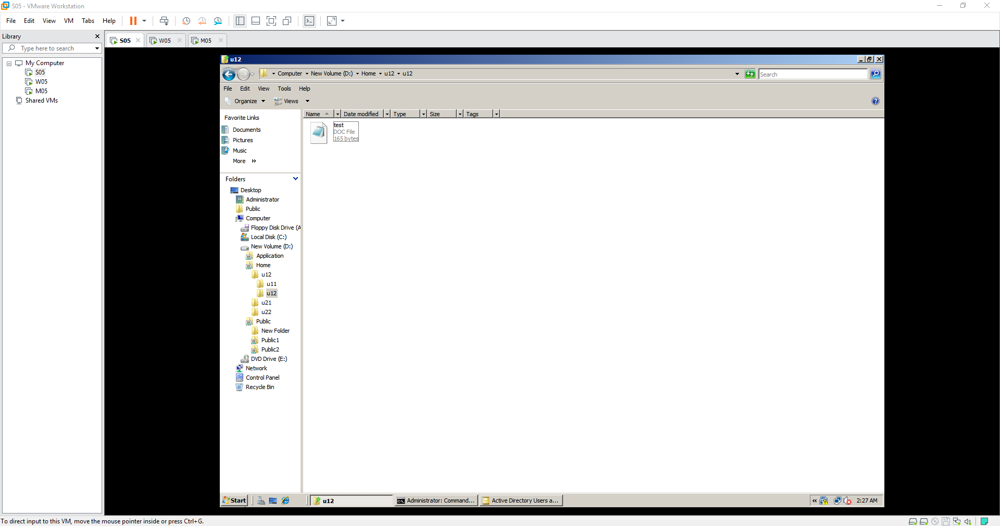 S05 - VMware Workstation
File Edit View VM Tabs Help
Library
Type here to search
My Computer
S05
W05
M05
Shared VMs
S05 W05 M05
u12
Computer New Volume (D:) Home u12 u12
Search
File Edit View Tools Help
Organize Views
Name Date modified Type Size Tags
Favorite Links
Documents
Pictures
Music
More »
test
DOC File
165 bytes
Folders
Desktop
Administrator
Public
Computer
Floppy Disk Drive (A
Local Disk (C:)
New Volume (D:)
Application
Home
u12
u11
u12
u21
u22
Public
New Folder
Public1
Public2
DVD Drive (E:)
Network
Control Panel
Recycle Bin
Start u12 Administrator: Command... Active Directory Users a... « 2:27 AM
To direct input to this VM, move the mouse pointer inside or press Ctrl+G.